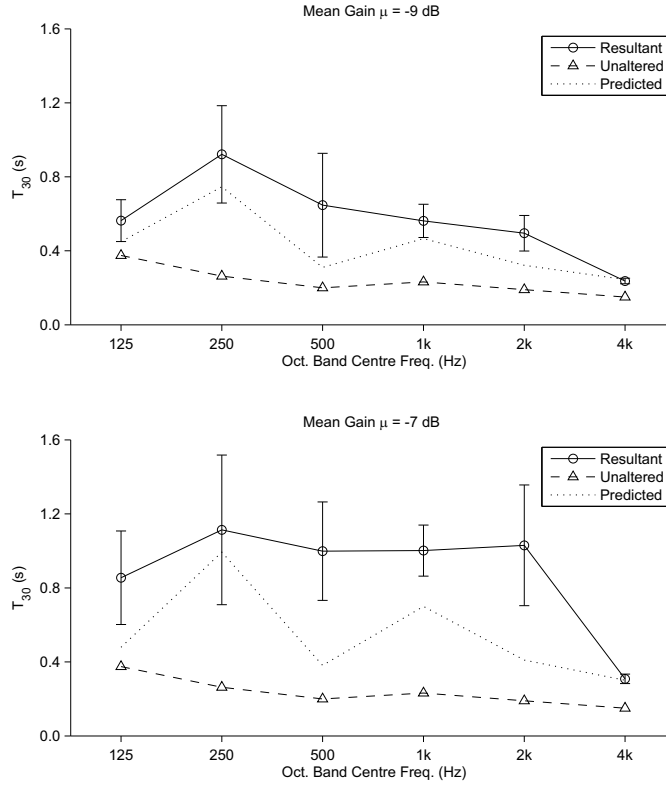 Mean Gain μ = -9 dB
1.6
1.2
0.8
0.4
0.0
T30 (s)
Resultant
Unaltered
Predicted
125 250 500 1k 2k 4k
Oct. Band Centre Freq. (Hz)
Mean Gain μ = -7 dB
1.6
1.2
0.8
0.4
0.0
T30 (s)
Resultant
Unaltered
Predicted
125 250 500 1k 2k 4k
Oct. Band Centre Freq. (Hz)